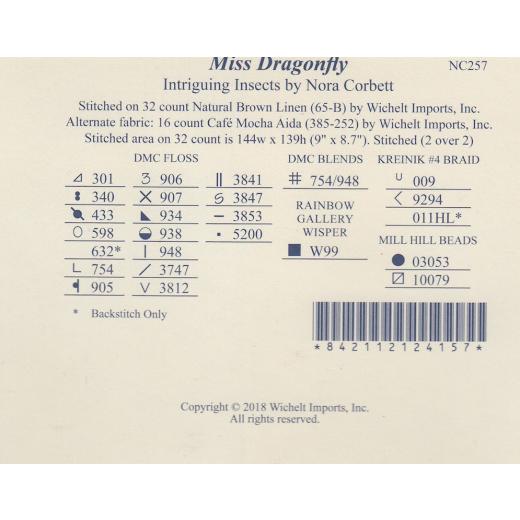 Miss Dragonfly NC257
Intriguing Insects by Nora Corbett
Stitched on 32 count Natural Brown Linen (65-B) by Wichelt Imports, Inc.
Alternate fabric: 16 count Café Mocha Aida (385-252) by Wichelt Imports, Inc.
Stitched area on 32 count is 144w x 139h (9" x 8.7"). Stitched (2 over 2)
DMC FLOSS
301
340
433
598
632*
754
905
906
907
934
938
948
3747
3812
3841
3847
3853
5200
* Backstitch Only
DMC BLENDS
# 754/948
RAINBOW
GALLERY
WISPER
W99
KREINIK #4 BRAID
009
9294
011HL*
MILL HILL BEADS
03053
10079
*842112124157*
Copyright © 2018 Wichelt Imports, Inc.
All rights reserved.